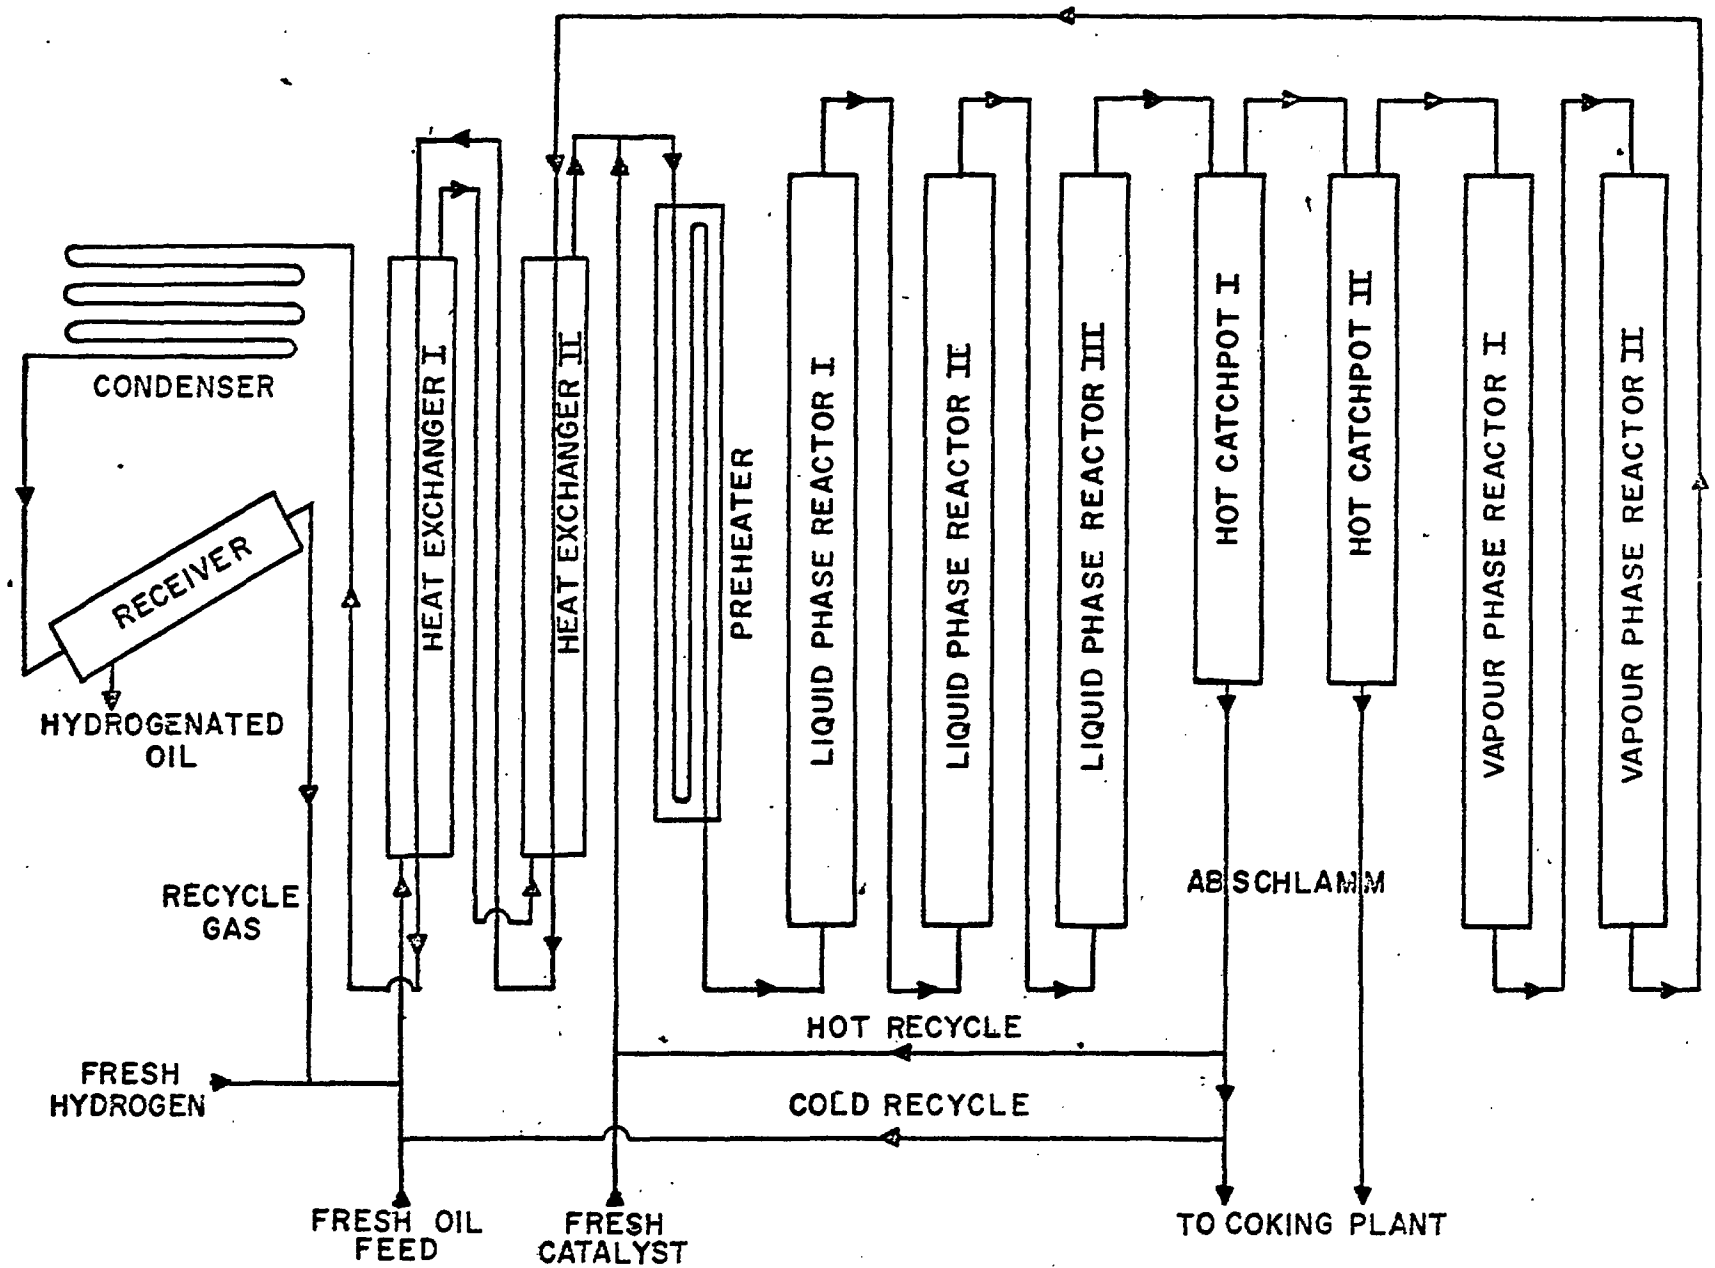 CONDENSER
RECEIVER
HYDROGENATED
OIL
RECYCLE
GAS
FRESH
HYDROGEN
HEAT EXCHANGER I
HEAT EXCHANGER II
PREHEATER
LIQUID PHASE REACTOR I
LIQUID PHASE REACTOR II
LIQUID PHASE REACTOR III
HOT CATCHPOT I
HOT CATCHPOT II
VAPOUR PHASE REACTOR I
VAPOUR PHASE REACTOR II
ABSCHLAMM
HOT RECYCLE
COLD RECYCLE
FRESH OIL
FEED
FRESH
CATALYST
TO COKING PLANT